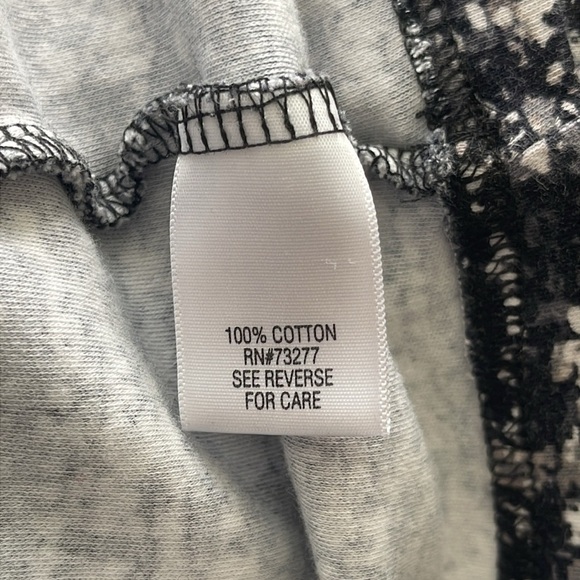 100% COTTON
RN#73277
SEE REVERSE
FOR CARE